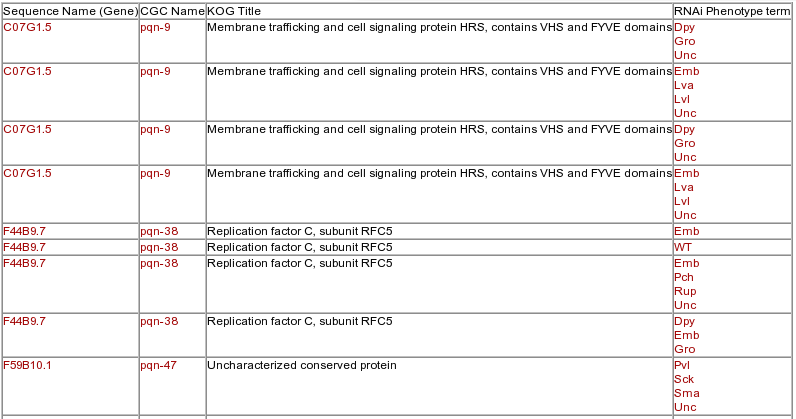 Sequence Name (Gene) CGC Name KOG Title RNAi Phenotype term
C07G1.5 pqn-9 Membrane trafficking and cell signaling protein HRS, contains VHS and FYVE domains Dpy
Gro
Unc
C07G1.5 pqn-9 Membrane trafficking and cell signaling protein HRS, contains VHS and FYVE domains Emb
Lva
Lvl
Unc
C07G1.5 pqn-9 Membrane trafficking and cell signaling protein HRS, contains VHS and FYVE domains Dpy
Gro
Unc
C07G1.5 pqn-9 Membrane trafficking and cell signaling protein HRS, contains VHS and FYVE domains Emb
Lva
Lvl
Unc
F44B9.7 pqn-38 Replication factor C, subunit RFC5 Emb
F44B9.7 pqn-38 Replication factor C, subunit RFC5 WT
F44B9.7 pqn-38 Replication factor C, subunit RFC5 Emb
Pch
Rup
Unc
F44B9.7 pqn-38 Replication factor C, subunit RFC5 Dpy
Emb
Gro
F59B10.1 pqn-47 Uncharacterized conserved protein Pvl
Sck
Sma
Unc